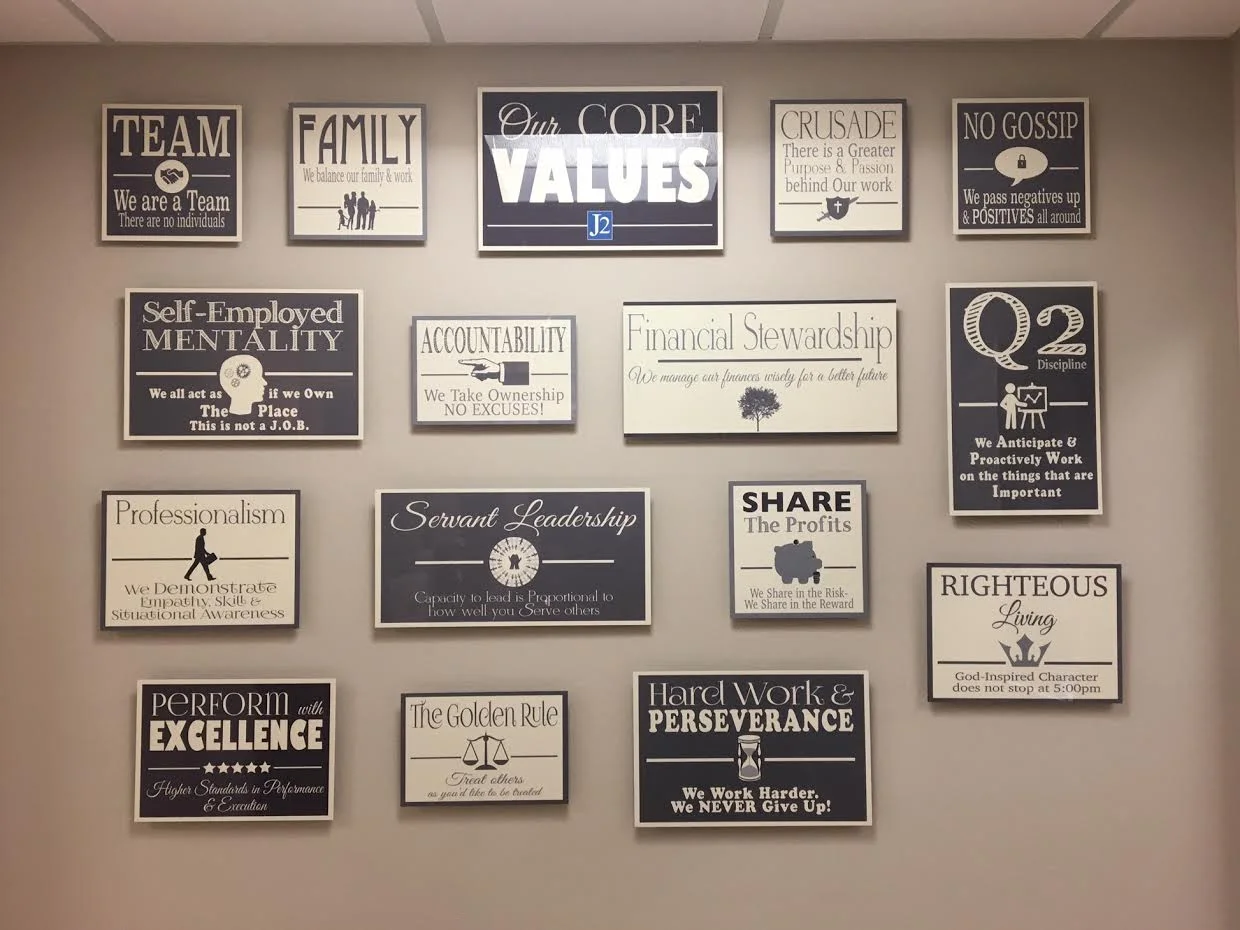 TEAM
We are a Team
There are no individuals
FAMILY
We balance our family & work
Our CORE
VALUES
J2
CRUSADE
There is a Greater
Purpose & Passion
behind Our work
NO GOSSIP
We pass negatives up
& POSITIVES all around
Self-Employed
MENTALITY
We all act as if we Own
The Place
This is not a J.O.B.
ACCOUNTABILITY
We Take Ownership
NO EXCUSES!
Financial Stewardship
We manage our finances wisely for a better future
Q2
Discipline
We Anticipate &
Proactively Work
on the things that are
Important
Professionalism
We Demonstrate
Empathy, Skill &
Situational Awareness
Servant Leadership
Capacity to lead is Proportional to
how well you Serve others
SHARE
The Profits
We Share in the Risk-
We Share in the Reward
RIGHTEOUS
Living
God-Inspired Character
does not stop at 5:00pm
PERFORM with
EXCELLENCE
Higher Standards in Performance
& Execution
The Golden Rule
Treat others
as you'd like to be treated
Hard Work &
PERSEVERANCE
We Work Harder.
We NEVER Give Up!